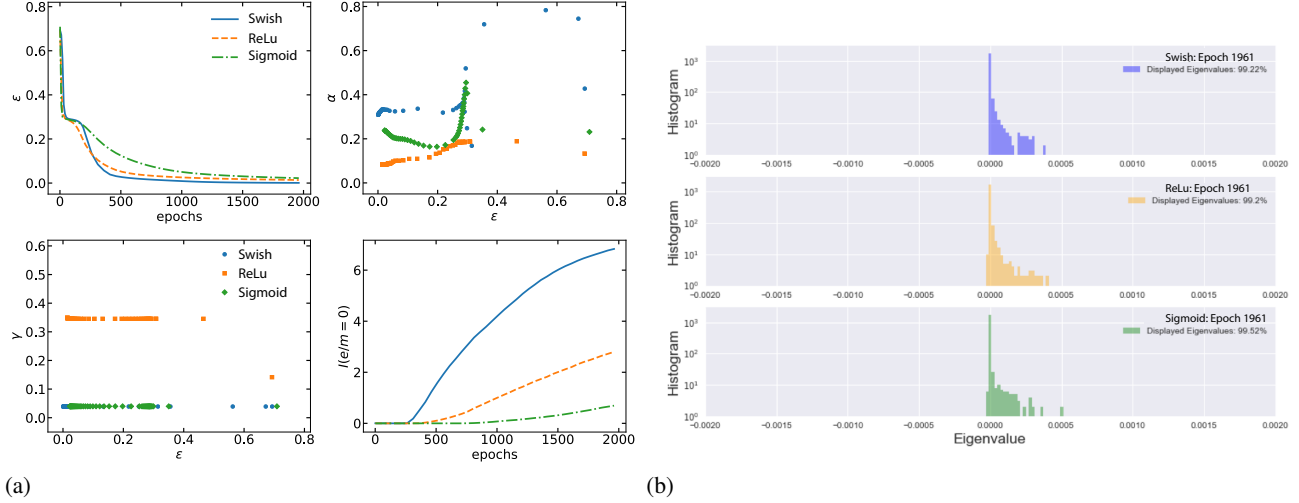 0.8
0.6
0.4
0.2
0.0
ε
Swish
ReLu
Sigmoid
0 500 1000 1500 2000
epochs
0.8
0.6
0.4
0.2
0.0
α
0.0 0.2 0.4 0.6 0.8
ε
0.6
0.5
0.4
0.3
0.2
0.1
0.0
γ
Swish
ReLu
Sigmoid
0.0 0.2 0.4 0.6 0.8
ε
6
4
2
0
I(e/m = 0)
0 500 1000 1500 2000
epochs
(a)
Histogram
10³
10²
10¹
10⁰
Swish: Epoch 1961
Displayed Eigenvalues: 99.22%
−0.0020 −0.0015 −0.0010 −0.0005 0.0000 0.0005 0.0010 0.0015 0.0020
Histogram
10³
10²
10¹
10⁰
ReLu: Epoch 1961
Displayed Eigenvalues: 99.2%
−0.0020 −0.0015 −0.0010 −0.0005 0.0000 0.0005 0.0010 0.0015 0.0020
Histogram
10³
10²
10¹
10⁰
Sigmoid: Epoch 1961
Displayed Eigenvalues: 99.52%
−0.0020 −0.0015 −0.0010 −0.0005 0.0000 0.0005 0.0010 0.0015 0.0020
Eigenvalue
(b)